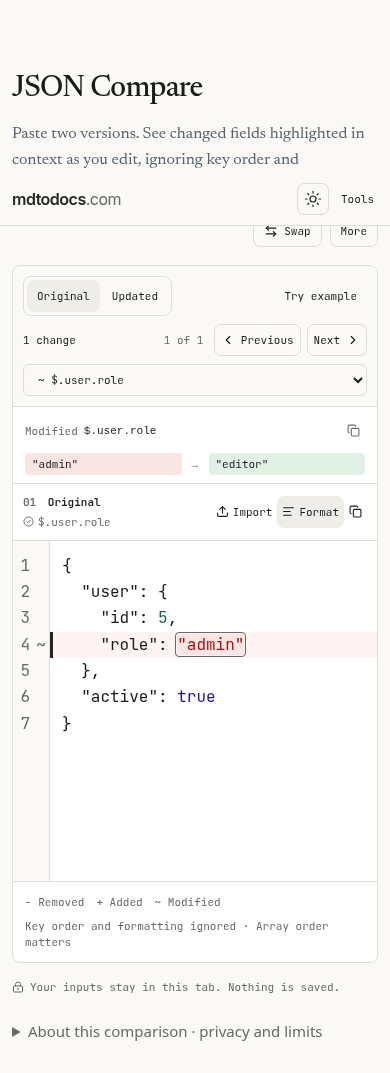 JSON Compare
Paste two versions. See changed fields highlighted in
context as you edit, ignoring key order and
mdtodocs.com
Tools
Swap
More
Original
Updated
Try example
1 change
1 of 1
Previous
Next
~ $.user.role
Modified $.user.role
"admin"
→
"editor"
01 Original
$.user.role
Import
Format
1 {
2 "user": {
3 "id": 5,
4 ~ "role": "admin"
5 },
6 "active": true
7 }
- Removed + Added ~ Modified
Key order and formatting ignored · Array order
matters
Your inputs stay in this tab. Nothing is saved.
About this comparison · privacy and limits